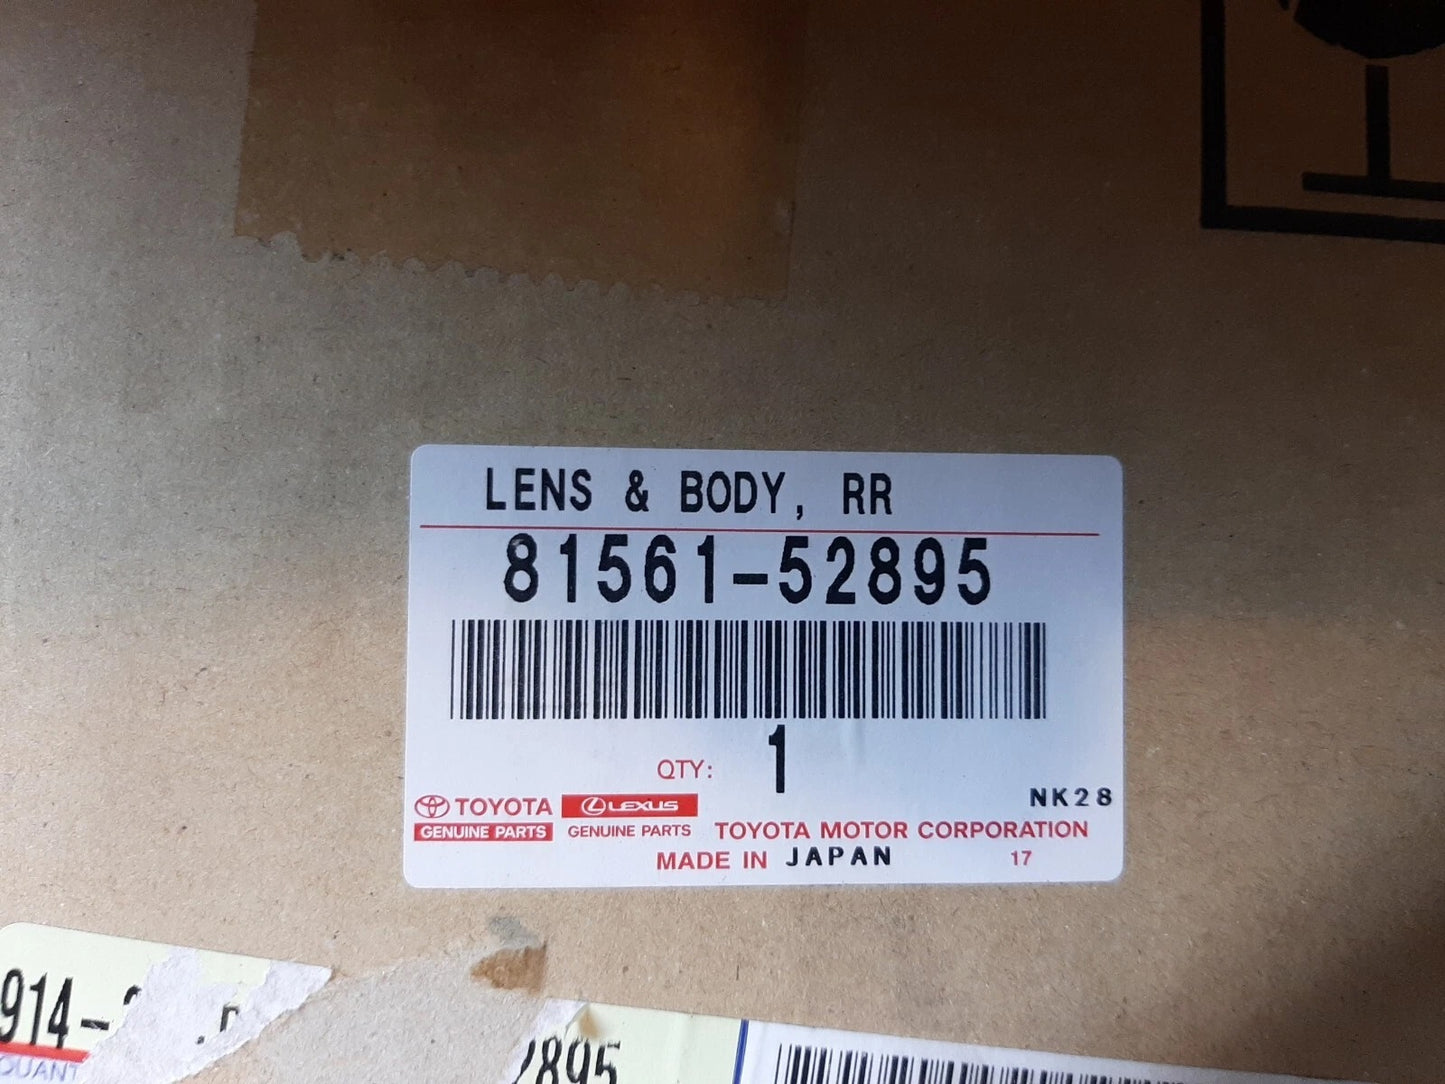 LENS & BODY, RR
81561-52895
QTY: 1
NK28
TOYOTA LEXUS
GENUINE PARTS GENUINE PARTS TOYOTA MOTOR CORPORATION
MADE IN JAPAN 17
914-
QUANT
2895